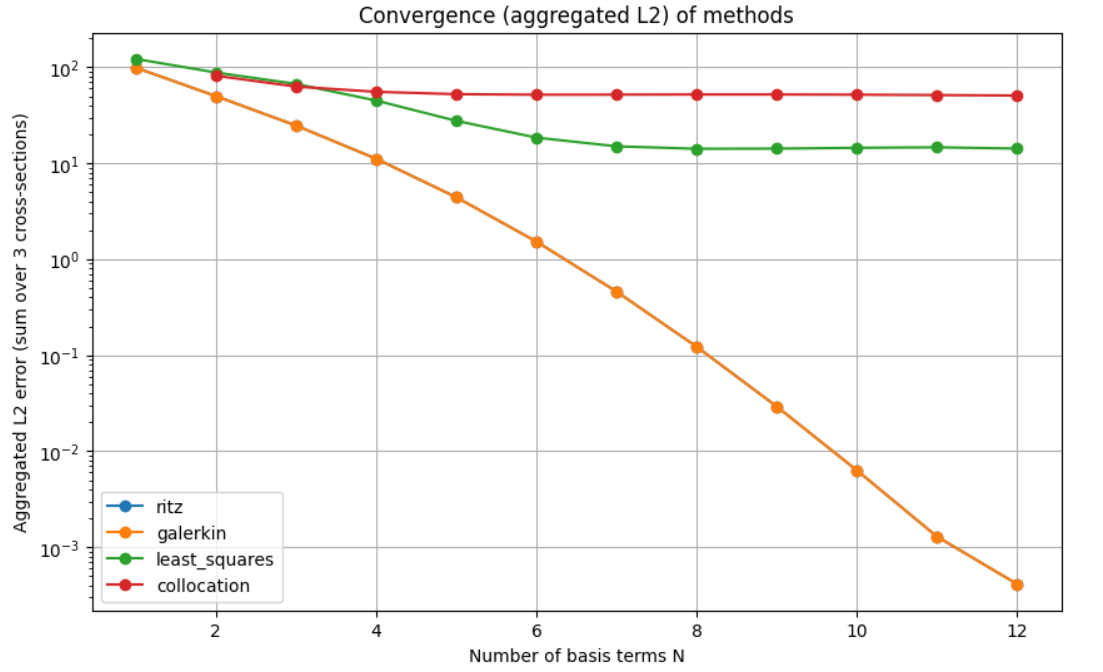 Convergence (aggregated L2) of methods
Aggregated L2 error (sum over 3 cross-sections)
10²
10¹
10⁰
10⁻¹
10⁻²
10⁻³
ritz
galerkin
least_squares
collocation
2 4 6 8 10 12
Number of basis terms N